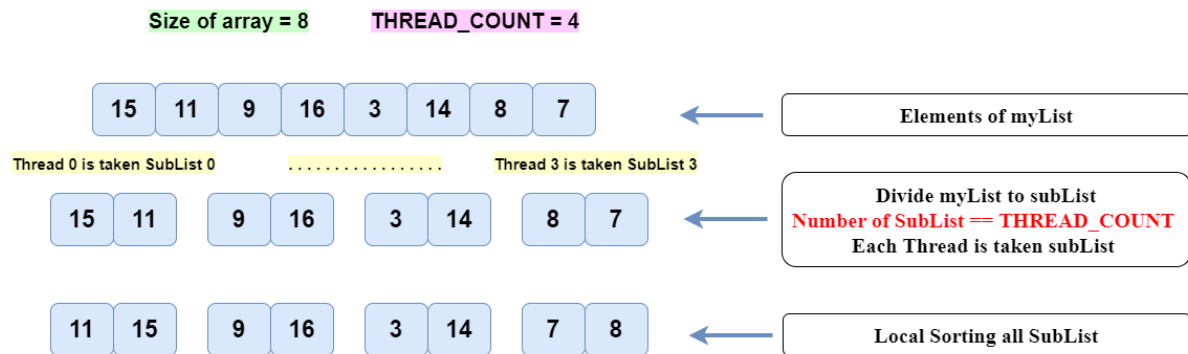 Size of array = 8 THREAD_COUNT = 4
15 11 9 16 3 14 8 7
Elements of myList
Thread 0 is taken SubList 0 . . . . . . . . . . . . . . . . . Thread 3 is taken SubList 3
15 11 9 16 3 14 8 7
Divide myList to subList
Number of SubList == THREAD_COUNT
Each Thread is taken subList
11 15 9 16 3 14 7 8
Local Sorting all SubList